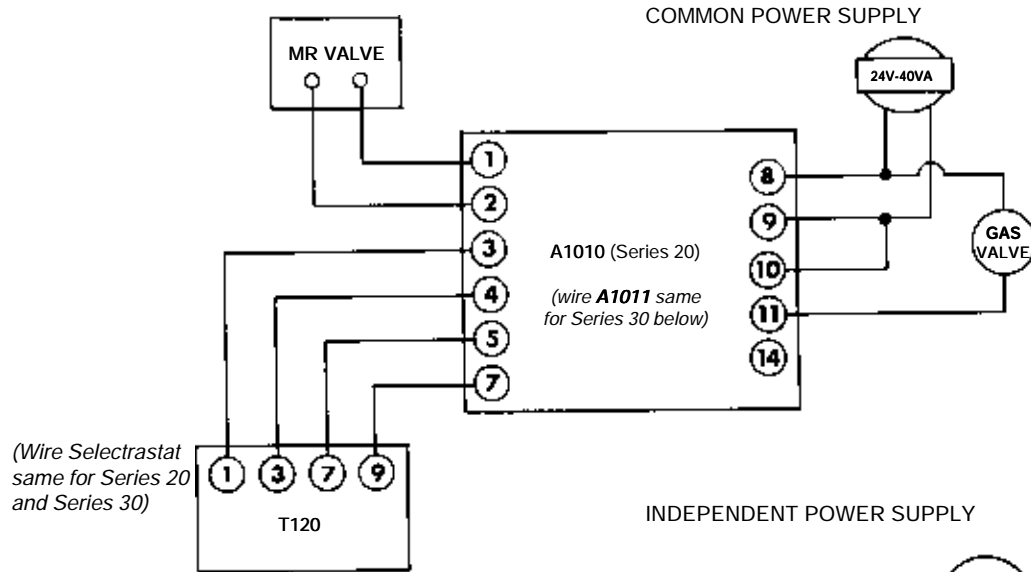 COMMON POWER SUPPLY
MR VALVE
24V-40VA
1
2
3
4
5
7
A1010 (Series 20)
(wire A1011 same
for Series 30 below)
8
9
10
11
14
GAS
VALVE
(Wire Selectrastat
same for Series 20
and Series 30)
1 3 7 9
T120
INDEPENDENT POWER SUPPLY